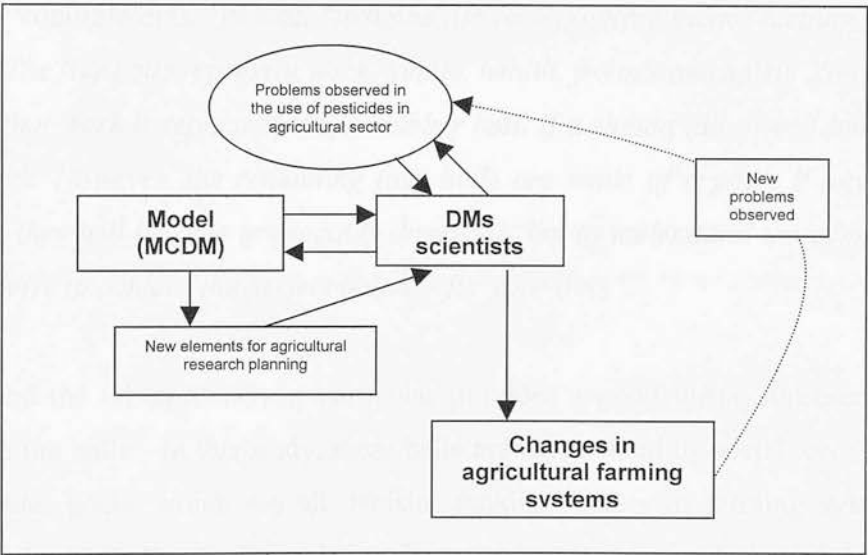 Problems observed in
the use of pesticides in
agricultural sector
New
problems
observed
Model
(MCDM)
DMs
scientists
New elements for agricultural
research planning
Changes in
agricultural farming
systems